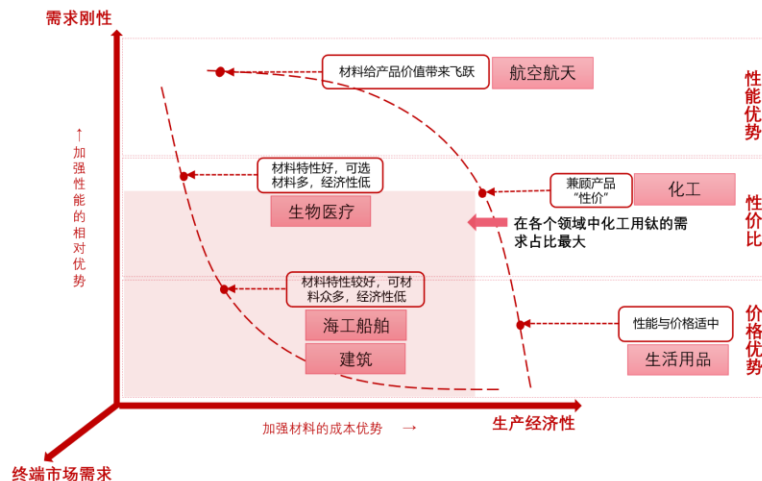 需求刚性
材料给产品价值带来飞跃
航空航天
性能优势
↑加强性能的相对优势
材料特性好，可选
材料多，经济性低
生物医疗
兼顾产品
“性价”
化工
性价比
在各个领域中化工用钛的需
求占比最大
材料特性较好，可材
料众多，经济性低
海工船舶
建筑
性能与价格适中
生活用品
价格优势
加强材料的成本优势 →
生产经济性
终端市场需求